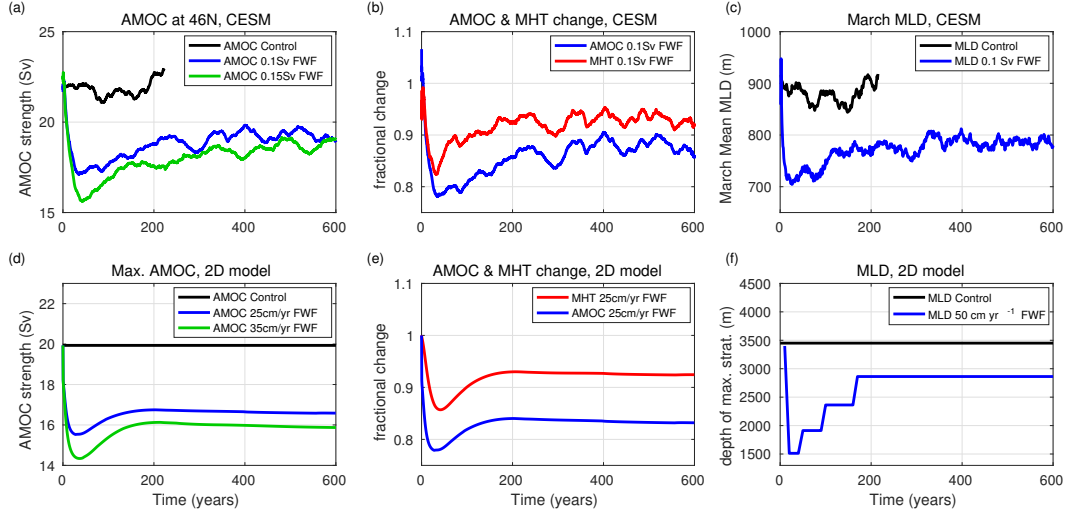 (a)
AMOC at 46N, CESM
AMOC strength (Sv)
25
23
21
19
17
15
0
200
400
600
AMOC Control
AMOC 0.1Sv FWF
AMOC 0.15Sv FWF
(b)
AMOC & MHT change, CESM
fractional change
1.1
1
0.9
0.8
0
200
400
600
AMOC 0.1Sv FWF
MHT 0.1Sv FWF
(c)
March MLD, CESM
March Mean MLD (m)
1000
900
800
700
0
200
400
600
MLD Control
MLD 0.1 Sv FWF
(d)
Max. AMOC, 2D model
AMOC strength (Sv)
22
20
18
16
14
0
200
400
600
Time (years)
AMOC Control
AMOC 25cm/yr FWF
AMOC 35cm/yr FWF
(e)
AMOC & MHT change, 2D model
fractional change
1.1
1
0.9
0.8
0
200
400
600
Time (years)
MHT 25cm/yr FWF
AMOC 25cm/yr FWF
(f)
MLD, 2D model
depth of max. strat. (m)
4500
4000
3500
3000
2500
2000
1500
0
200
400
600
Time (years)
MLD Control
MLD 50 cm yr ⁻¹ FWF